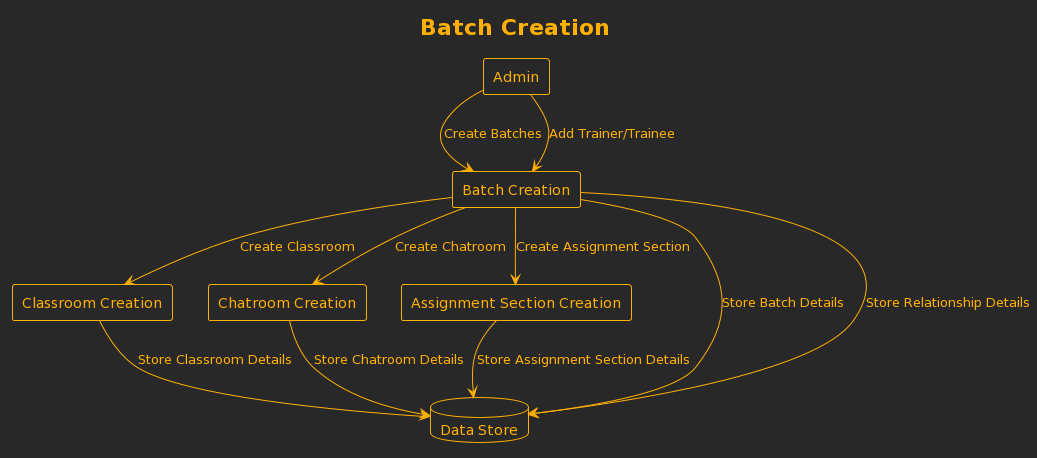 Batch Creation
Admin
Create Batches
Add Trainer/Trainee
Batch Creation
Create Classroom
Create Chatroom
Create Assignment Section
Classroom Creation
Chatroom Creation
Assignment Section Creation
Store Batch Details
Store Relationship Details
Store Classroom Details
Store Chatroom Details
Store Assignment Section Details
Data Store